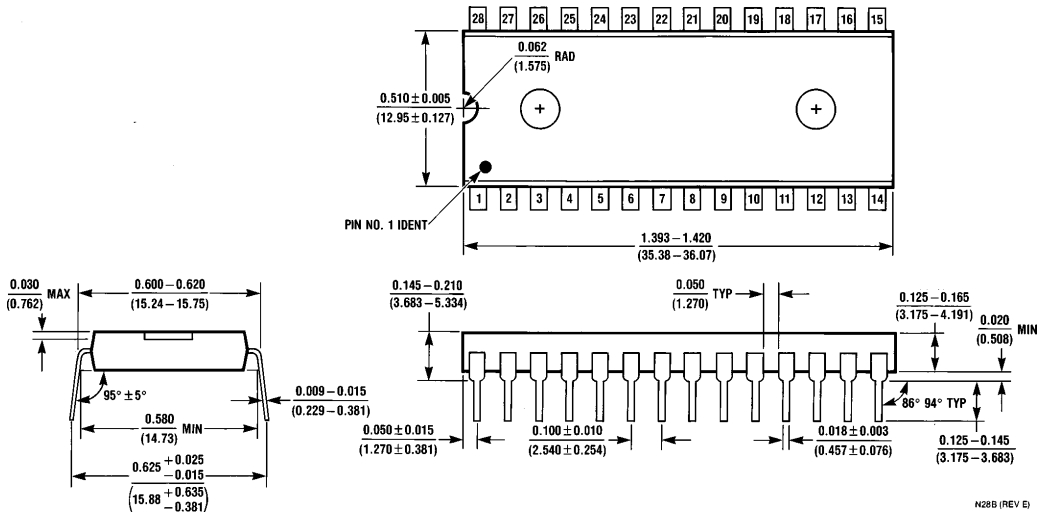 28 27 26 25 24 23 22 21 20 19 18 17 16 15
0.062
(1.575)
RAD
0.510 ± 0.005
(12.95 ± 0.127)
PIN NO. 1 IDENT
1 2 3 4 5 6 7 8 9 10 11 12 13 14
1.393 – 1.420
(35.38 – 36.07)
0.030
(0.762)
MAX
0.600 – 0.620
(15.24 – 15.75)
95° ± 5°
0.580
(14.73)
MIN
0.009 – 0.015
(0.229 – 0.381)
0.625 + 0.025
– 0.015
(15.88 + 0.635
– 0.381)
0.145 – 0.210
(3.683 – 5.334)
0.050
(1.270)
TYP
0.125 – 0.165
(3.175 – 4.191)
0.020
(0.508)
MIN
86° 94° TYP
0.050 ± 0.015
(1.270 ± 0.381)
0.100 ± 0.010
(2.540 ± 0.254)
0.018 ± 0.003
(0.457 ± 0.076)
0.125 – 0.145
(3.175 – 3.683)
N28B (REV E)